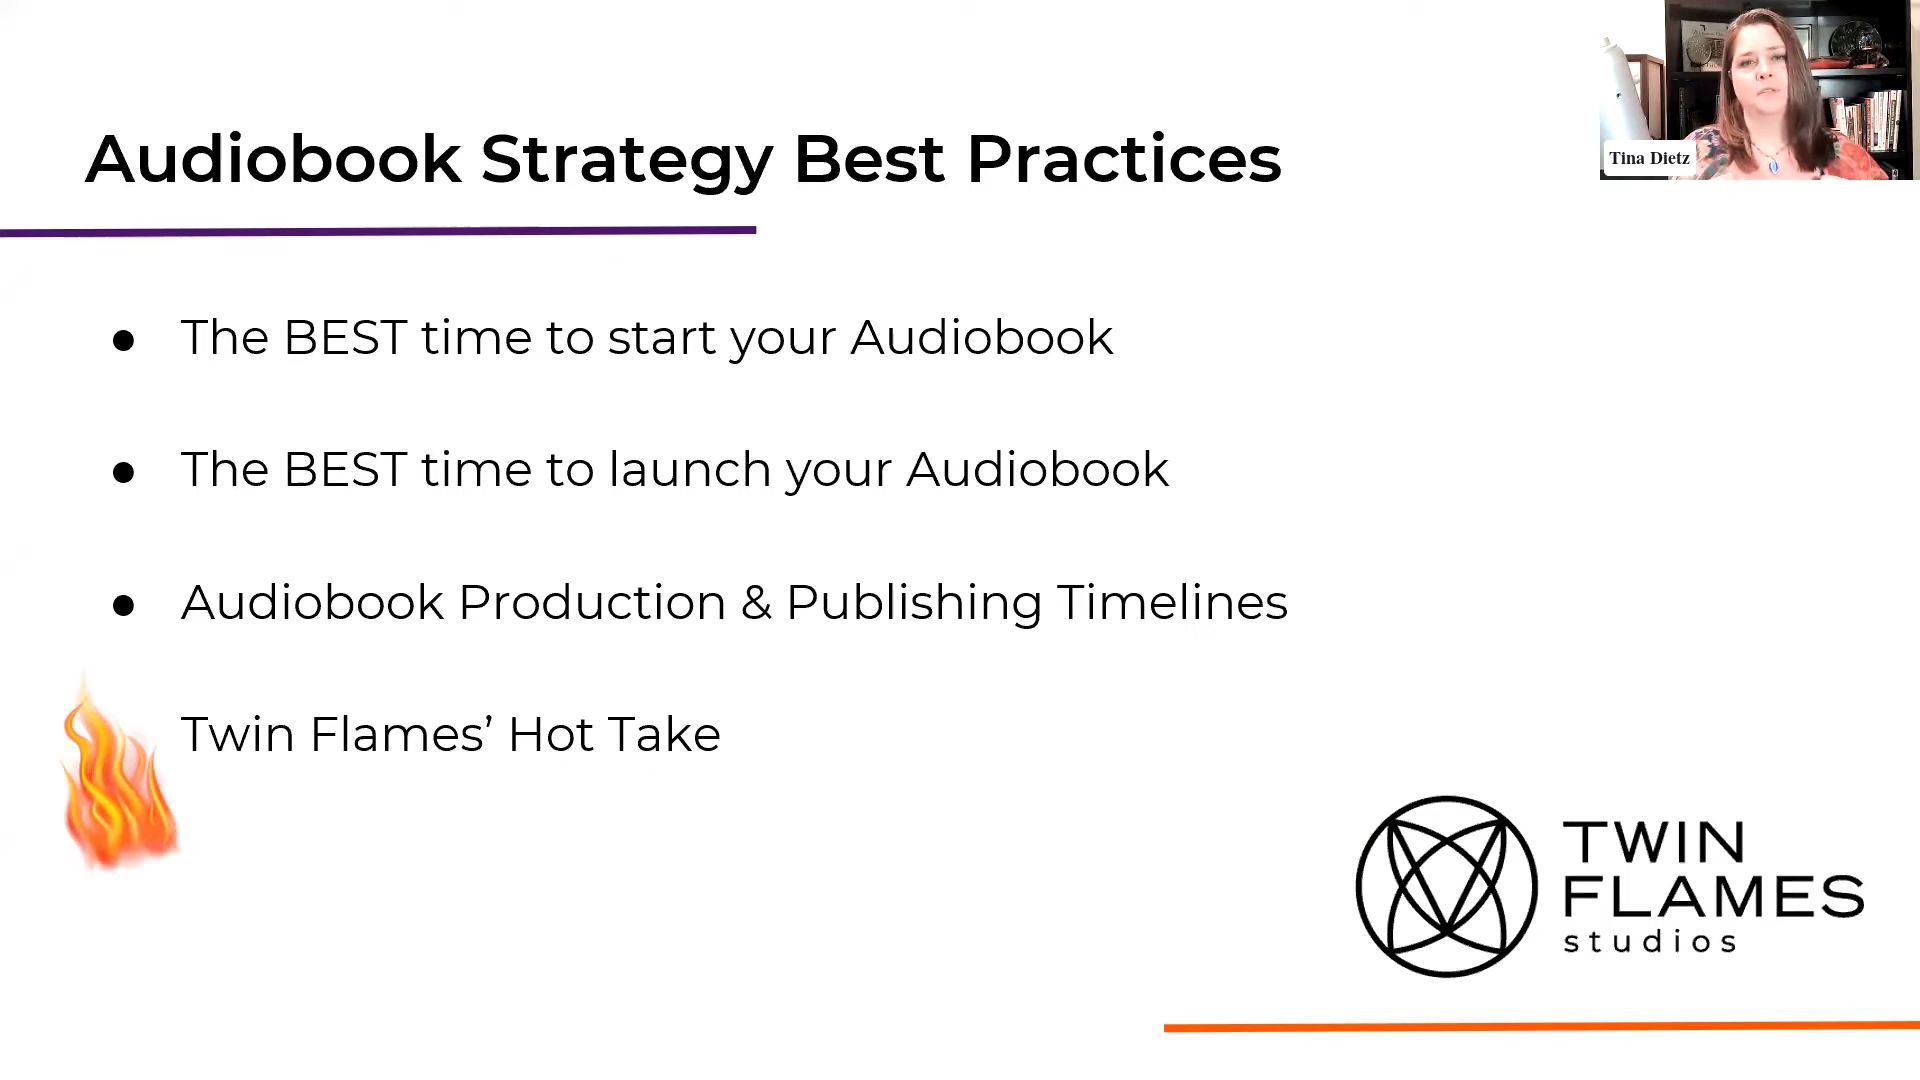 Audiobook Strategy Best Practices
Tina Dietz
● The BEST time to start your Audiobook
● The BEST time to launch your Audiobook
● Audiobook Production & Publishing Timelines
Twin Flames’ Hot Take
TWIN
FLAMES
studios